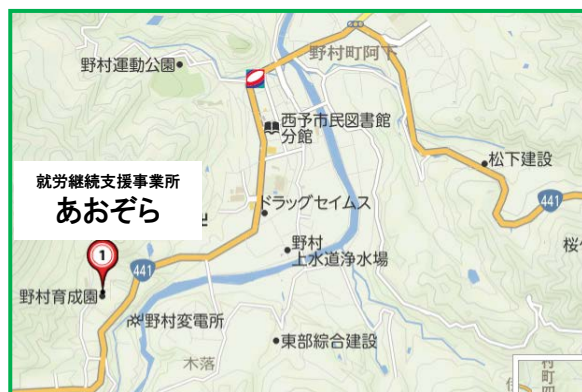 野村町阿下
野村運動公園
西予市民図書館
分館
松下建設
就労継続支援事業所
あおぞら
ドラッグセイムス
441
1
441
野村
上水道浄水場
野村育成園
野村変電所
東部綜合建設
木落